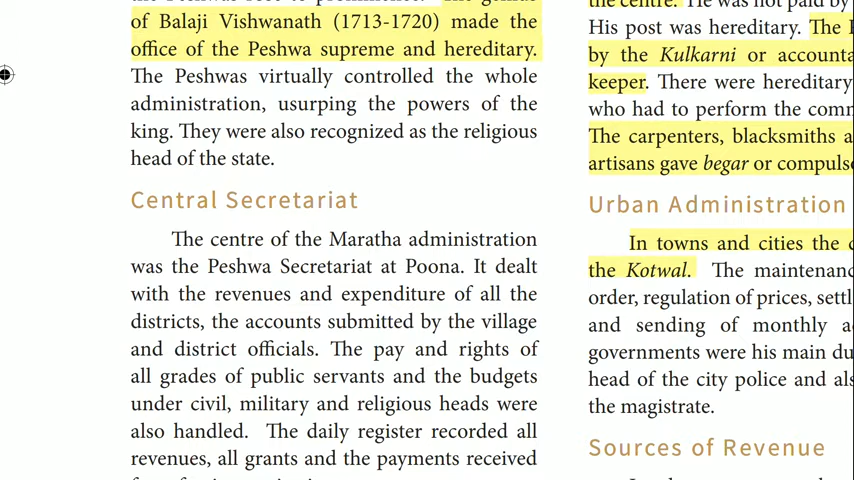 of Balaji Vishwanath (1713-1720) made the
office of the Peshwa supreme and hereditary.
The Peshwas virtually controlled the whole
administration, usurping the powers of the
king. They were also recognized as the religious
head of the state.
Central Secretariat
The centre of the Maratha administration
was the Peshwa Secretariat at Poona. It dealt
with the revenues and expenditure of all the
districts, the accounts submitted by the village
and district officials. The pay and rights of
all grades of public servants and the budgets
under civil, military and religious heads were
also handled. The daily register recorded all
revenues, all grants and the payments received
the centre. He was not paid by
His post was hereditary. The
by the Kulkarni or accounta
keeper. There were hereditary
who had to perform the com
The carpenters, blacksmiths a
artisans gave begar or compuls
Urban Administration
In towns and cities the
the Kotwal. The maintenanc
order, regulation of prices, settl
and sending of monthly a
governments were his main du
head of the city police and als
the magistrate.
Sources of Revenue